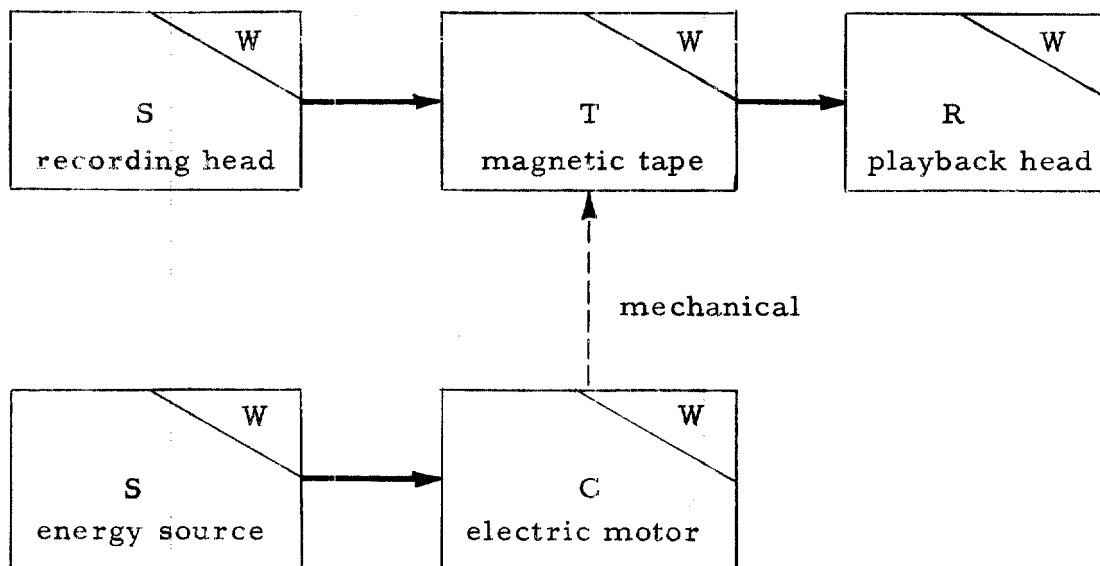 W
W
W
S
T
R
recording head
magnetic tape
playback head
mechanical
W
W
S
C
energy source
electric motor